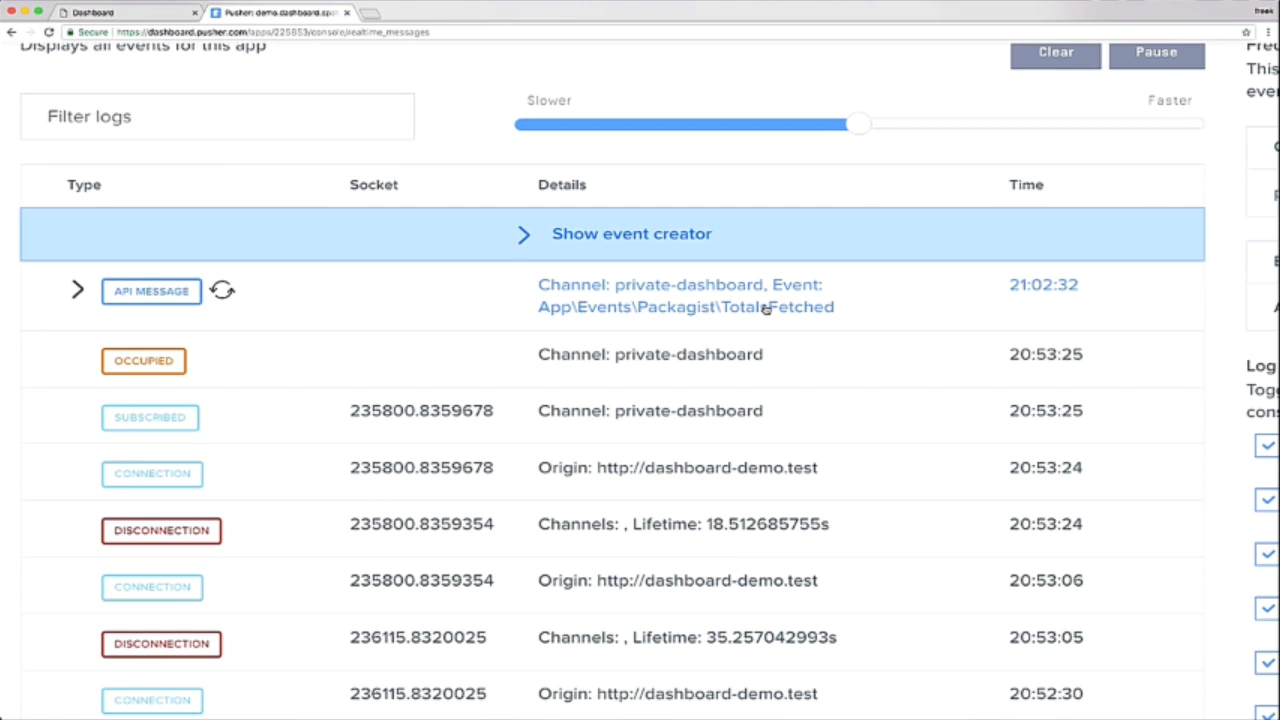 Dashboard
Pusher: demo.dashboard.spat
freek
Secure
https://dashboard.pusher.com/apps/225853/console/realtime_messages
Displays all events for this app
Clear
Pause
This
Filter logs
Slower
Faster
Type
Socket
Details
Time
Show event creator
API MESSAGE
Channel: private-dashboard, Event:
App\Events\Packagist\TotalsFetched
21:02:32
OCCUPIED
Channel: private-dashboard
20:53:25
SUBSCRIBED
235800.8359678
Channel: private-dashboard
20:53:25
CONNECTION
235800.8359678
Origin: http://dashboard-demo.test
20:53:24
DISCONNECTION
235800.8359354
Channels: , Lifetime: 18.512685755s
20:53:24
CONNECTION
235800.8359354
Origin: http://dashboard-demo.test
20:53:06
DISCONNECTION
236115.8320025
Channels: , Lifetime: 35.257042993s
20:53:05
CONNECTION
236115.8320025
Origin: http://dashboard-demo.test
20:52:30
Log